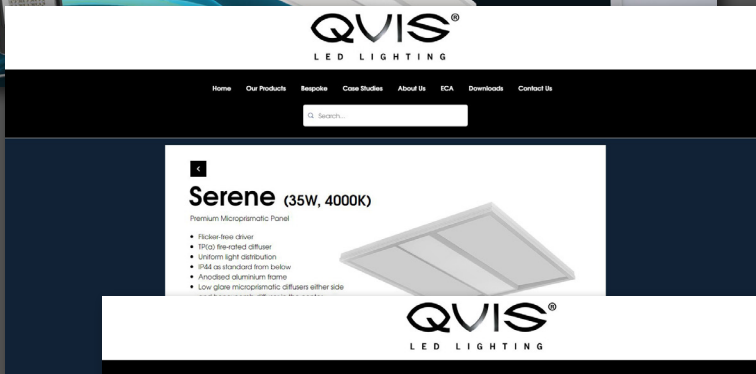 QVIS®
LED LIGHTING
Home Our Products Bespoke Case Studies About Us ECA Downloads Contact Us
Search...
Serene (35W, 4000K)
Premium Microprismatic Panel
Flicker-free driver
TP(a) fire-rated diffuser
Uniform light distribution
IP44 as standard from below
Anodised aluminium frame
Low glare microprismatic diffusers either side
QVIS®
LED LIGHTING